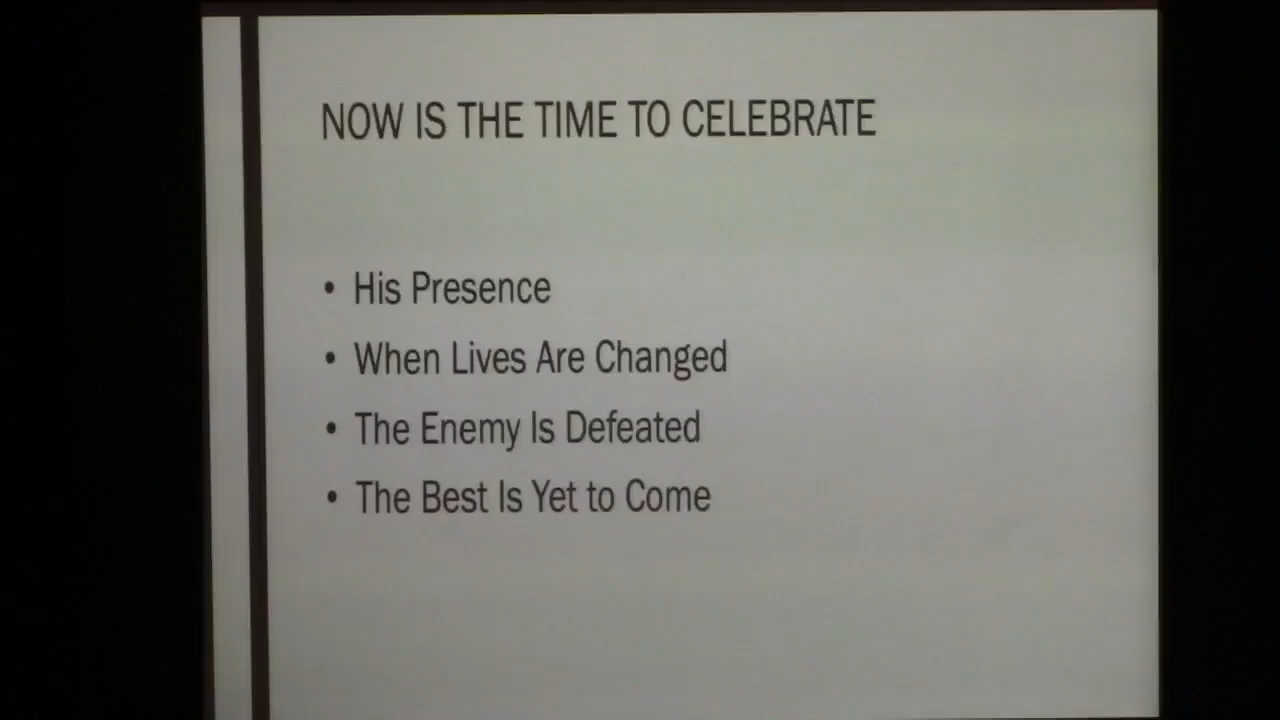 NOW IS THE TIME TO CELEBRATE
• His Presence
• When Lives Are Changed
• The Enemy Is Defeated
• The Best Is Yet to Come